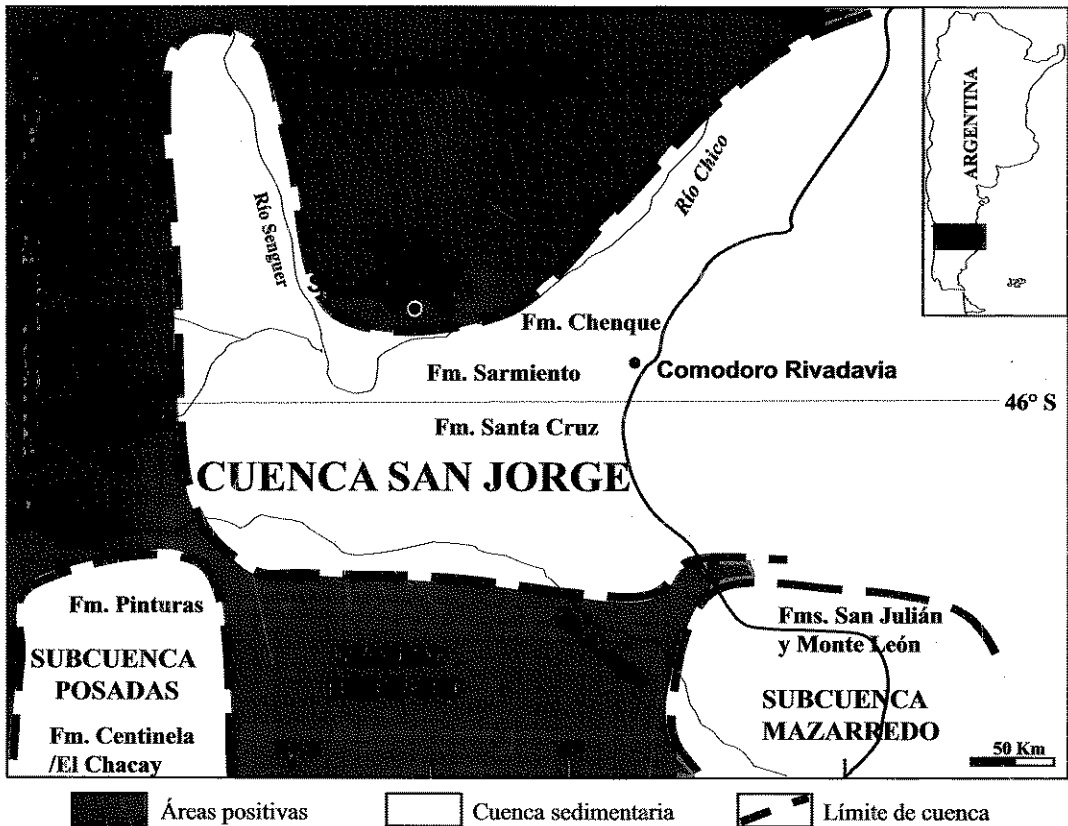 ARGENTINA
Río Senguer
Río Chico
Fm. Chenque
Fm. Sarmiento
Comodoro Rivadavia
46° S
Fm. Santa Cruz
CUENCA SAN JORGE
Fm. Pinturas
SUBCUENCA
POSADAS
Fm. Centinela
/El Chacay
Fms. San Julián
y Monte León
SUBCUENCA
MAZARREDO
50 Km
Áreas positivas
Cuenca sedimentaria
Límite de cuenca